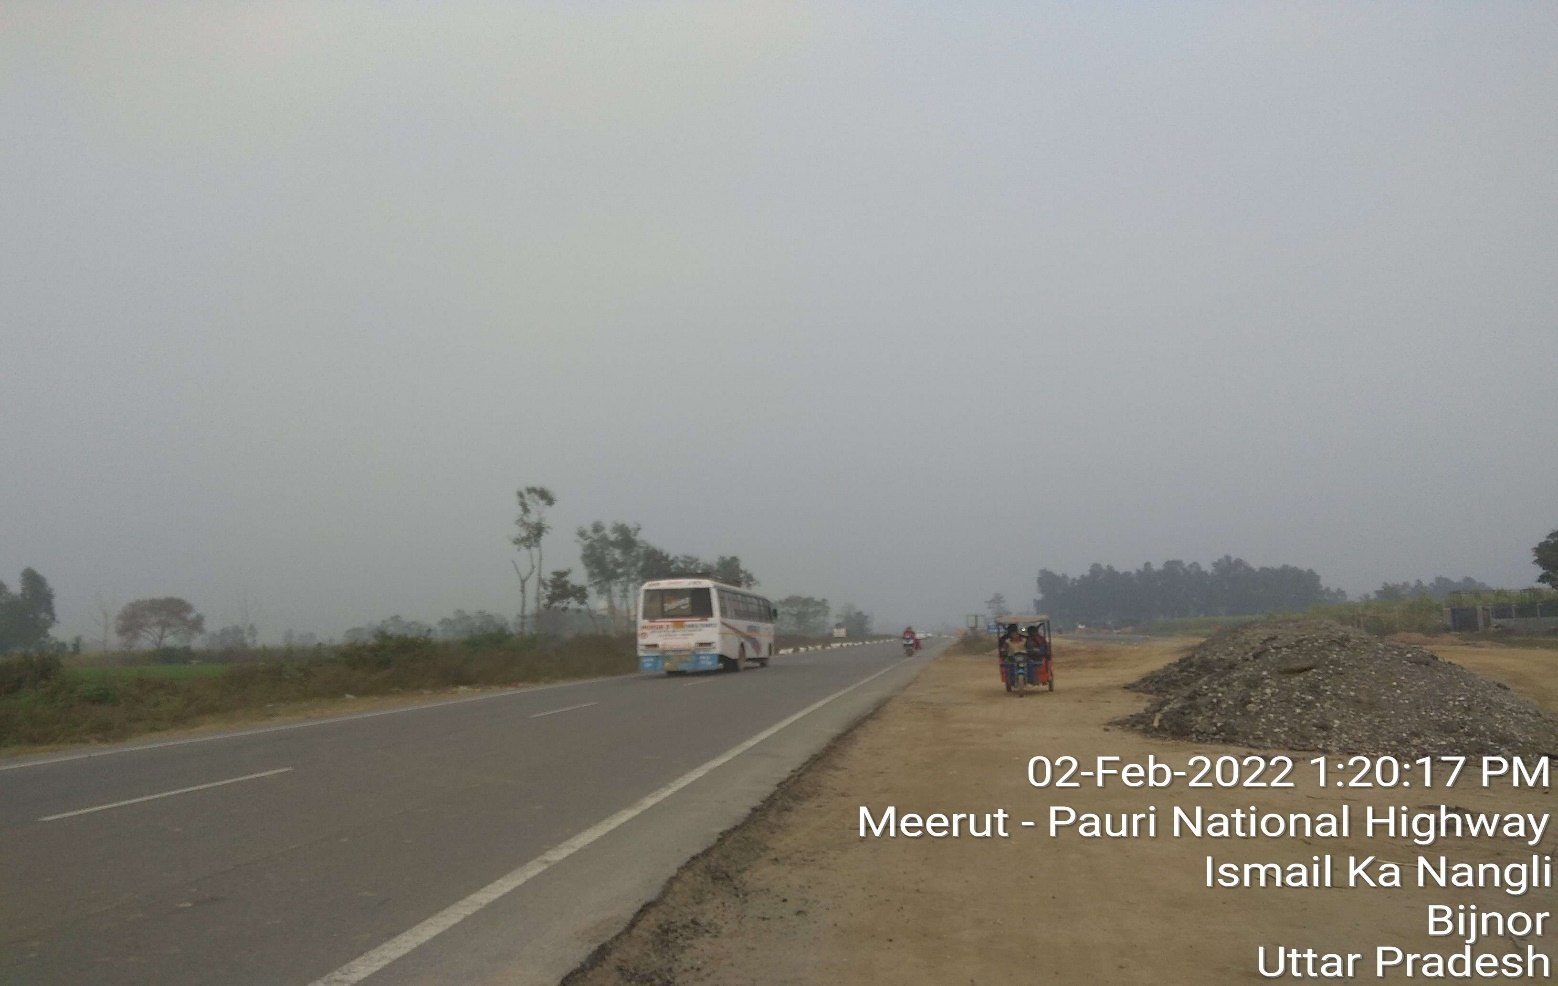 02-Feb-2022 1:20:17 PM
Meerut - Pauri National Highway
Ismail Ka Nangli
Bijnor
Uttar Pradesh